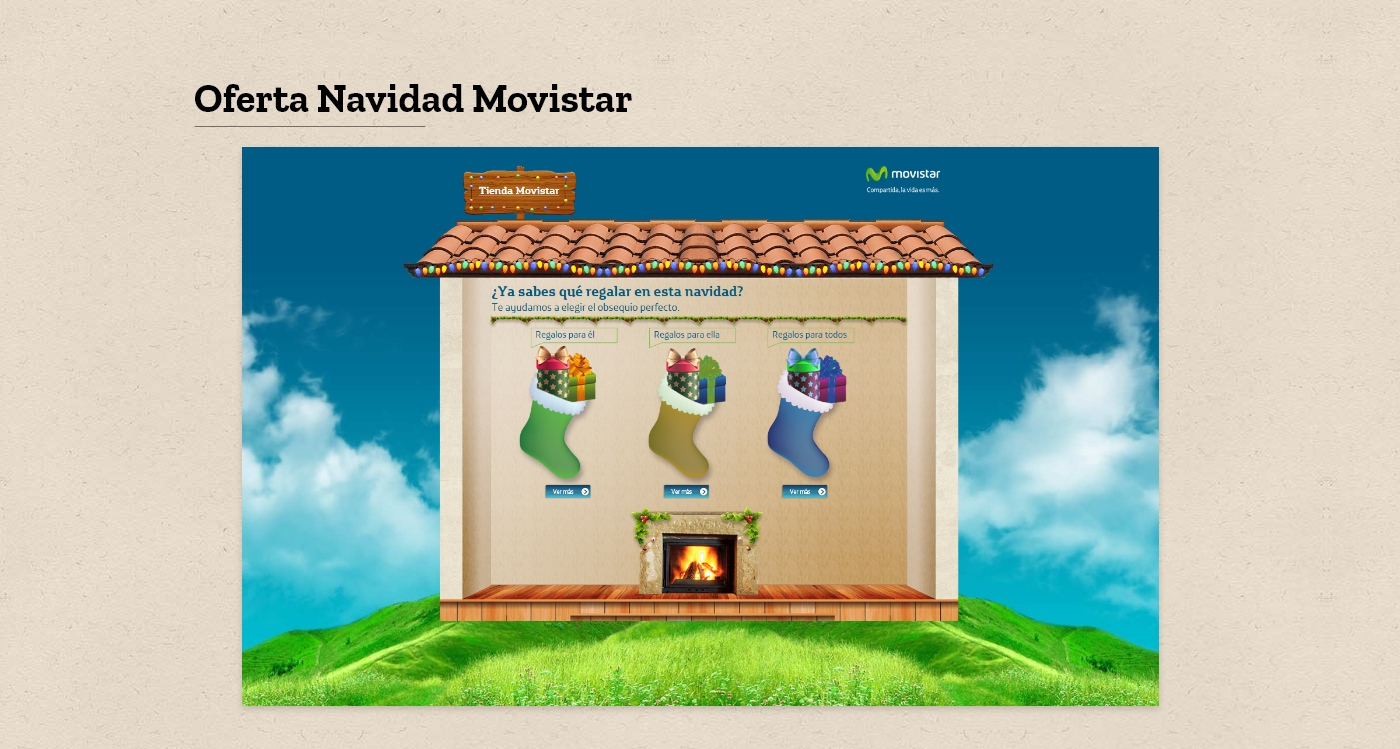 Oferta Navidad Movistar
Tienda Movistar
movistar
Compartida, la vida es más.
¿Ya sabes qué regalar en esta navidad?
Te ayudamos a elegir el obsequio perfecto.
Regalos para él
Regalos para ella
Regalos para todos
Ver más
Ver más
Ver más